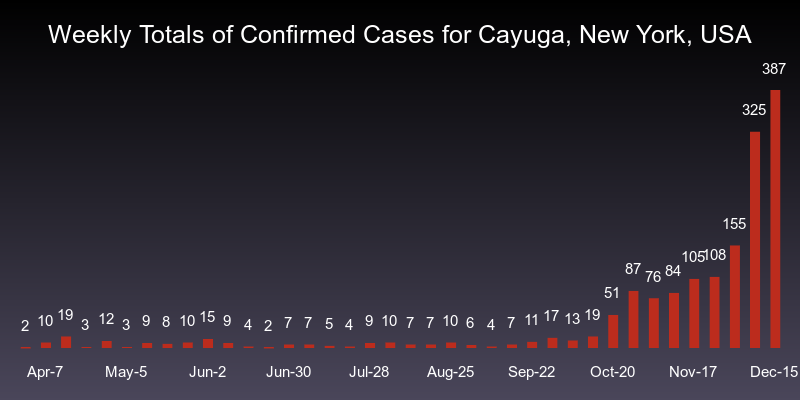 Weekly Totals of Confirmed Cases for Cayuga, New York, USA
2 10 19 3 12 3 9 8 10 15 9 4 2 7 7 5 4 9 10 7 7 10 6 4 7 11 17 13 19 51 87 76 84 105 108 155 325 387
Apr-7 May-5 Jun-2 Jun-30 Jul-28 Aug-25 Sep-22 Oct-20 Nov-17 Dec-15